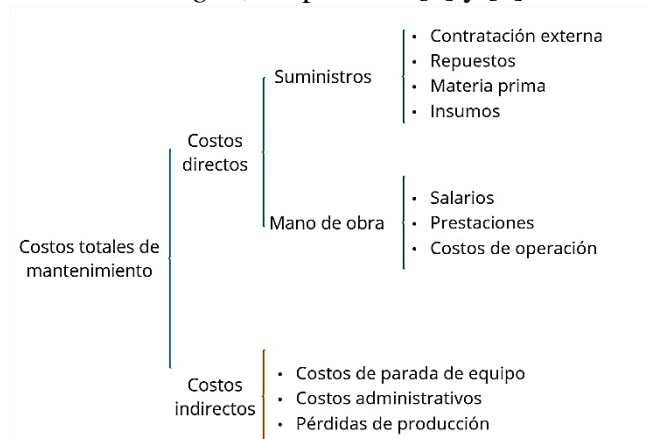 Costos totales de
mantenimiento
Costos
directos
Suministros
• Contratación externa
• Repuestos
• Materia prima
• Insumos
Mano de obra
• Salarios
• Prestaciones
• Costos de operación
Costos
indirectos
• Costos de parada de equipo
• Costos administrativos
• Pérdidas de producción